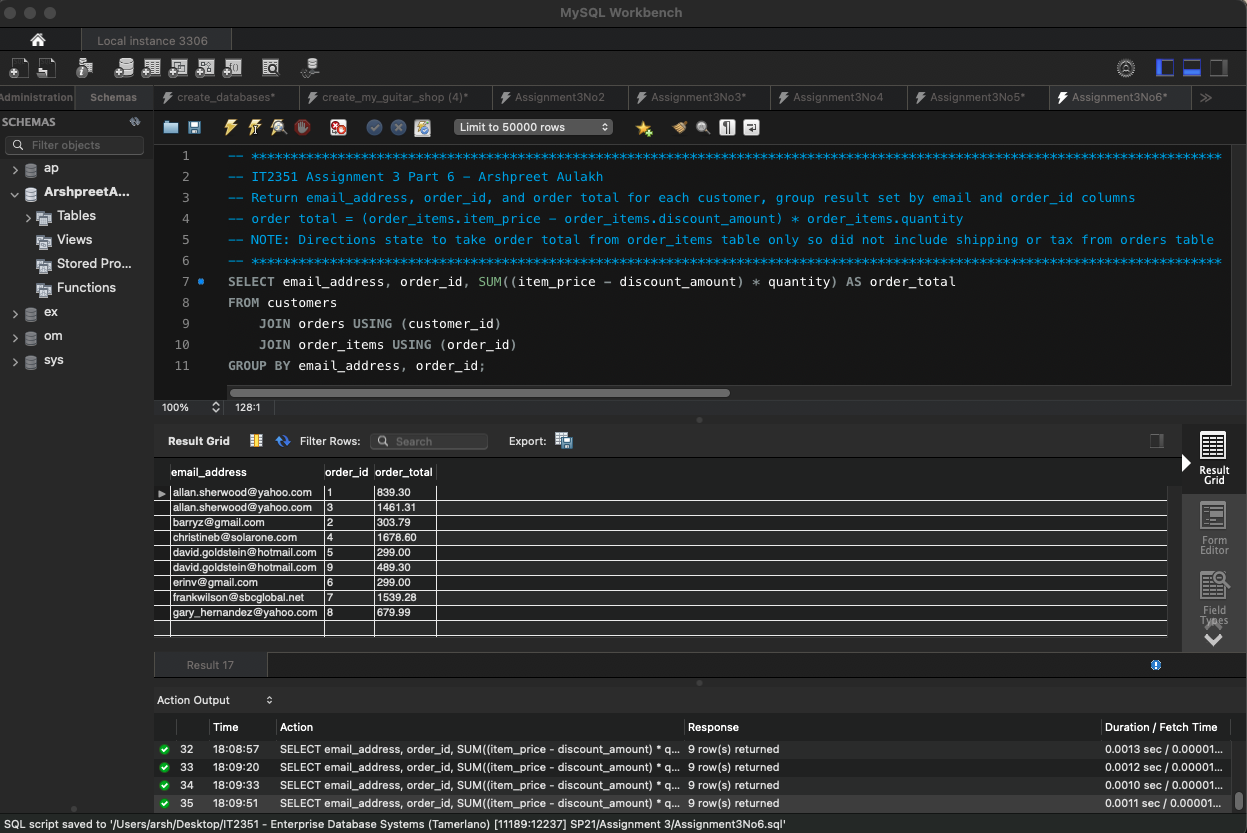 MySQL Workbench
Local instance 3306
Administration Schemas create_databases* create_my_guitar_shop (4)* Assignment3No2 Assignment3No3* Assignment3No4 Assignment3No5* Assignment3No6*
SCHEMAS
Filter objects
ap
ArshpreetA...
Tables
Views
Stored Pro...
Functions
ex
om
sys
Limit to 50000 rows
1 -- ****************************************************************************************************************************
2 -- IT2351 Assignment 3 Part 6 - Arshpreet Aulakh
3 -- Return email_address, order_id, and order total for each customer, group result set by email and order_id columns
4 -- order total = (order_items.item_price - order_items.discount_amount) * order_items.quantity
5 -- NOTE: Directions state to take order total from order_items table only so did not include shipping or tax from orders table
6 -- ****************************************************************************************************************************
7 SELECT email_address, order_id, SUM((item_price - discount_amount) * quantity) AS order_total
8 FROM customers
9 JOIN orders USING (customer_id)
10 JOIN order_items USING (order_id)
11 GROUP BY email_address, order_id;
100% 128:1
Result Grid Filter Rows: Search Export:
email_address order_id order_total
allan.sherwood@yahoo.com 1 839.30
allan.sherwood@yahoo.com 3 1461.31
barryz@gmail.com 2 303.79
christineb@solarone.com 4 1678.60
david.goldstein@hotmail.com 5 299.00
david.goldstein@hotmail.com 9 489.30
erinv@gmail.com 6 299.00
frankwilson@sbcglobal.net 7 1539.28
gary_hernandez@yahoo.com 8 679.99
Result
Grid
Form
Editor
Field
Types
Result 17
Action Output
Time Action Response Duration / Fetch Time
32 18:08:57 SELECT email_address, order_id, SUM((item_price - discount_amount) * q... 9 row(s) returned 0.0013 sec / 0.00001...
33 18:09:20 SELECT email_address, order_id, SUM((item_price - discount_amount) * q... 9 row(s) returned 0.0012 sec / 0.00001...
34 18:09:33 SELECT email_address, order_id, SUM((item_price - discount_amount) * q... 9 row(s) returned 0.0010 sec / 0.00001...
35 18:09:51 SELECT email_address, order_id, SUM((item_price - discount_amount) * q... 9 row(s) returned 0.0011 sec / 0.00001...
SQL script saved to '/Users/arsh/Desktop/IT2351 - Enterprise Database Systems (Tamerlano) [11189:12237] SP21/Assignment 3/Assignment3No6.sql'